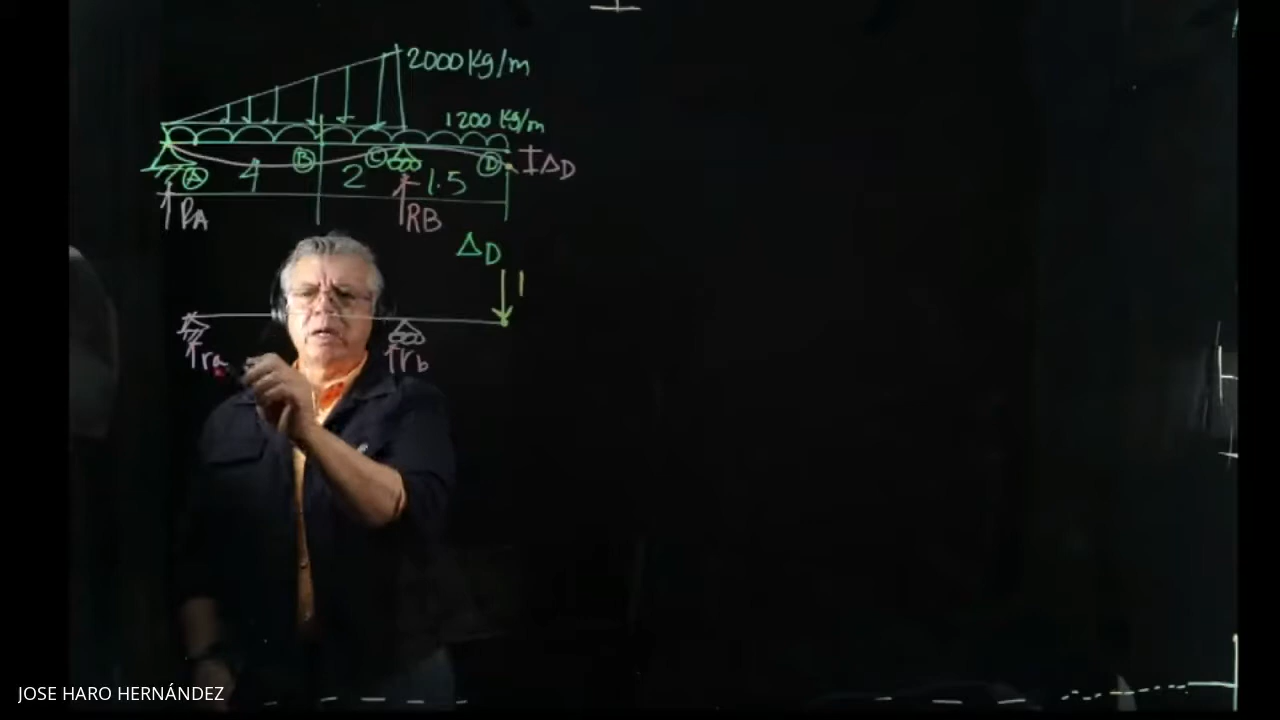 2000 Kg/m
1200 Kg/m
A 4 B 2 C 1.5 D ΔD
RA RB
ΔD
1
ra rb
JOSE HARO HERNÁNDEZ